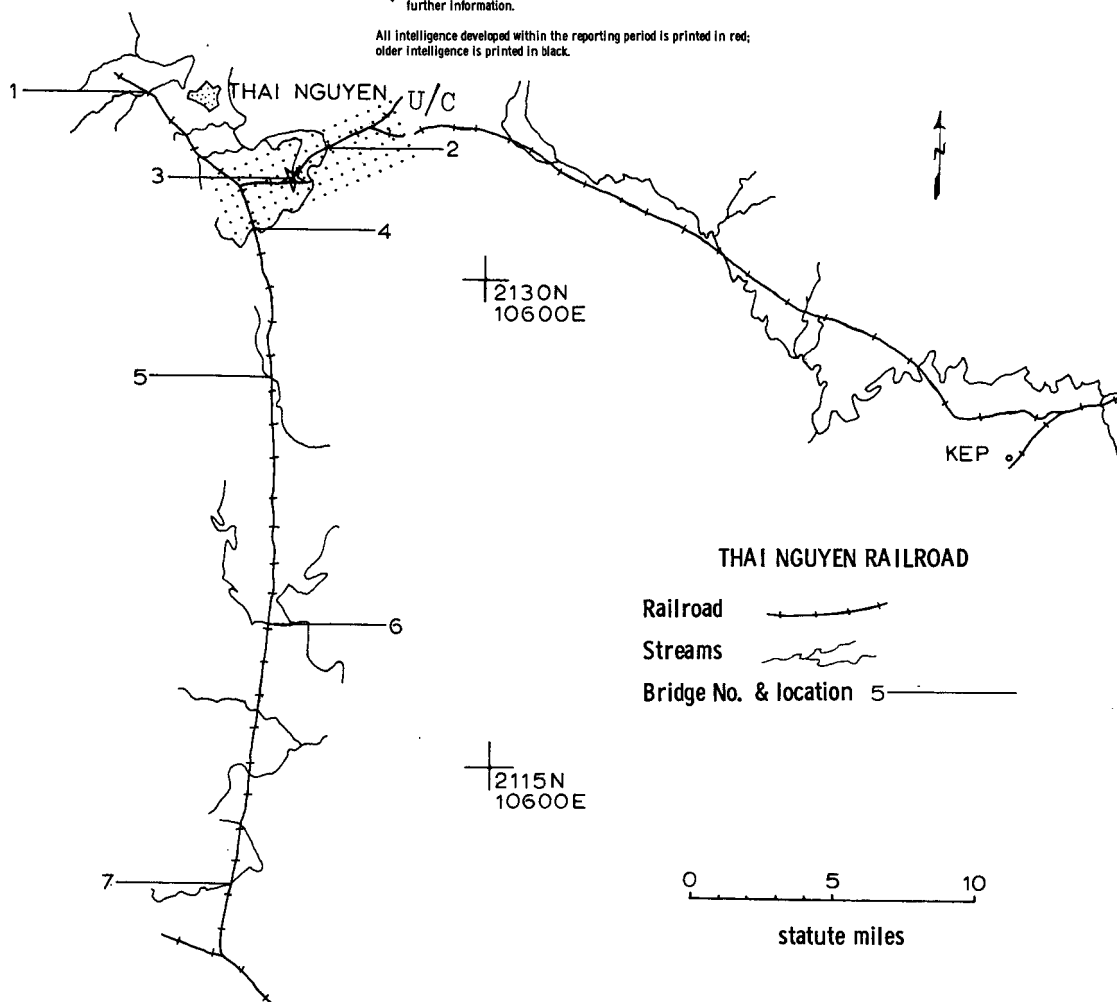 further information.
All intelligence developed within the reporting period is printed in red;
older intelligence is printed in black.
1
THAI NGUYEN
U/C
2
3
4
N
2130N
10600E
5
KEP
THAI NGUYEN RAILROAD
Railroad
Streams
6
Bridge No. & location 5
2115N
10600E
7
0 5 10
statute miles